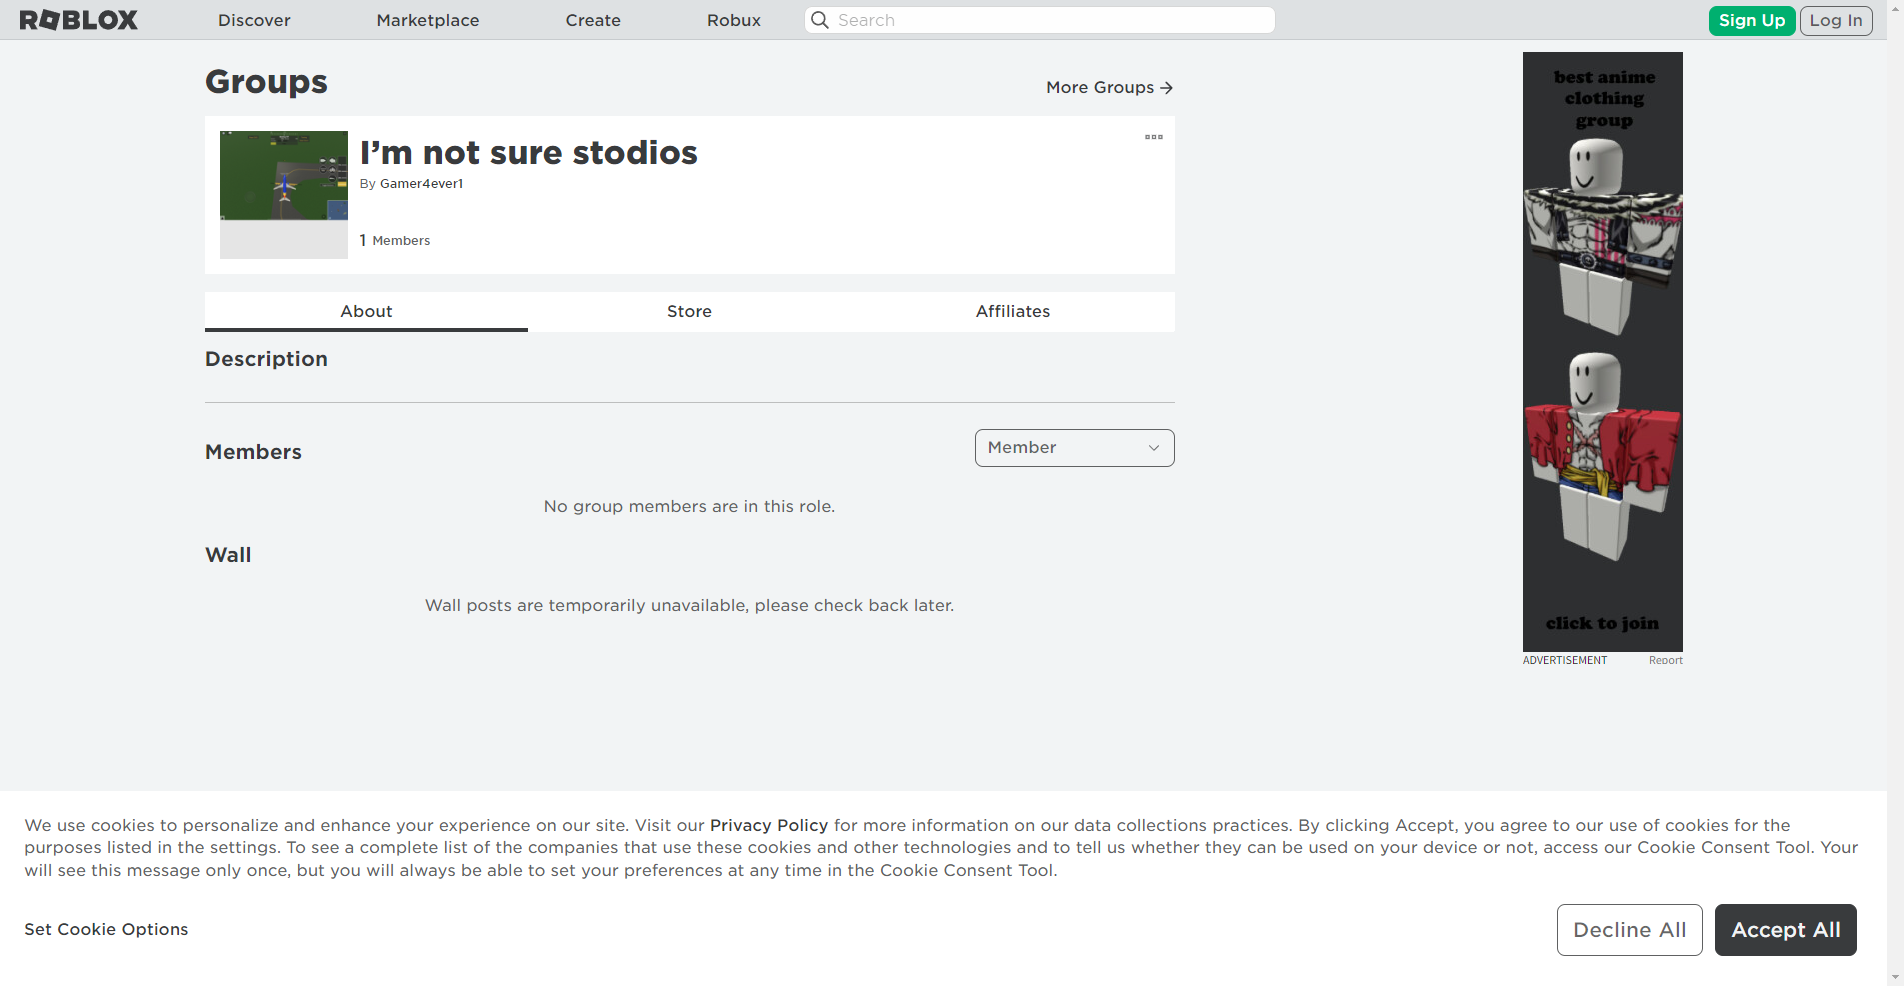 ROBLOX
Discover
Marketplace
Create
Robux
Search
Sign Up
Log In
Groups
More Groups →
I'm not sure stodios
By Gamer4ever1
1 Members
About
Store
Affiliates
Description
Members
Member
No group members are in this role.
Wall
Wall posts are temporarily unavailable, please check back later.
best anime
clothing
group
click to join
ADVERTISEMENT
Report
We use cookies to personalize and enhance your experience on our site. Visit our Privacy Policy for more information on our data collections practices. By clicking Accept, you agree to our use of cookies for the
purposes listed in the settings. To see a complete list of the companies that use these cookies and other technologies and to tell us whether they can be used on your device or not, access our Cookie Consent Tool. Your
will see this message only once, but you will always be able to set your preferences at any time in the Cookie Consent Tool.
Set Cookie Options
Decline All
Accept All